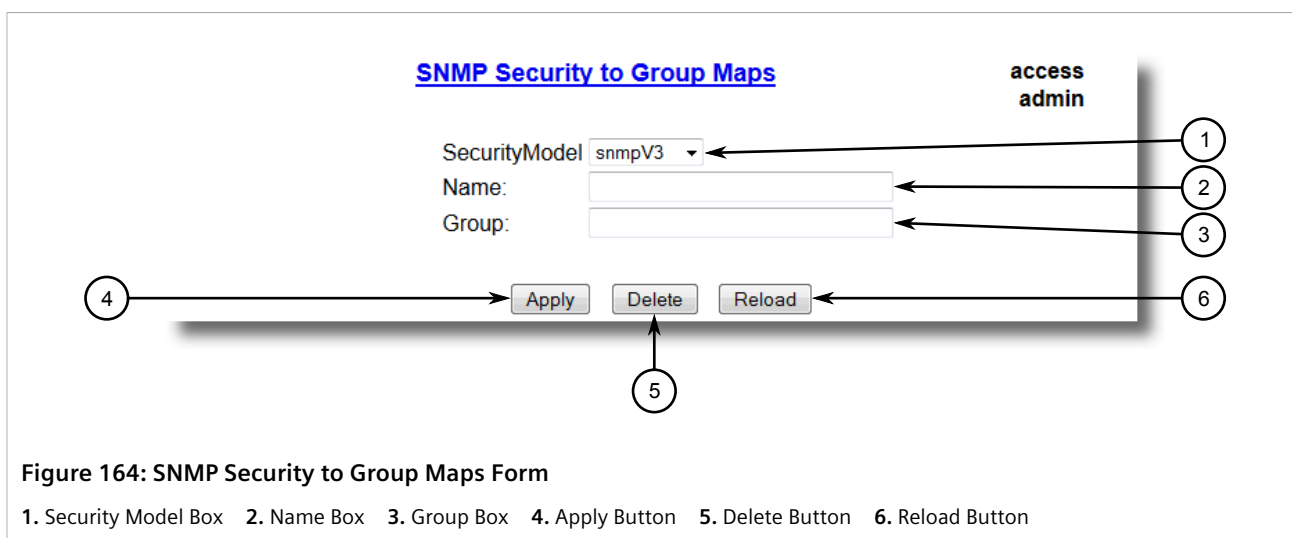 SNMP Security to Group Maps
access
admin
SecurityModel snmpV3
1
Name:
2
Group:
3
4
Apply Delete Reload
6
5
Figure 164: SNMP Security to Group Maps Form
1. Security Model Box 2. Name Box 3. Group Box 4. Apply Button 5. Delete Button 6. Reload Button